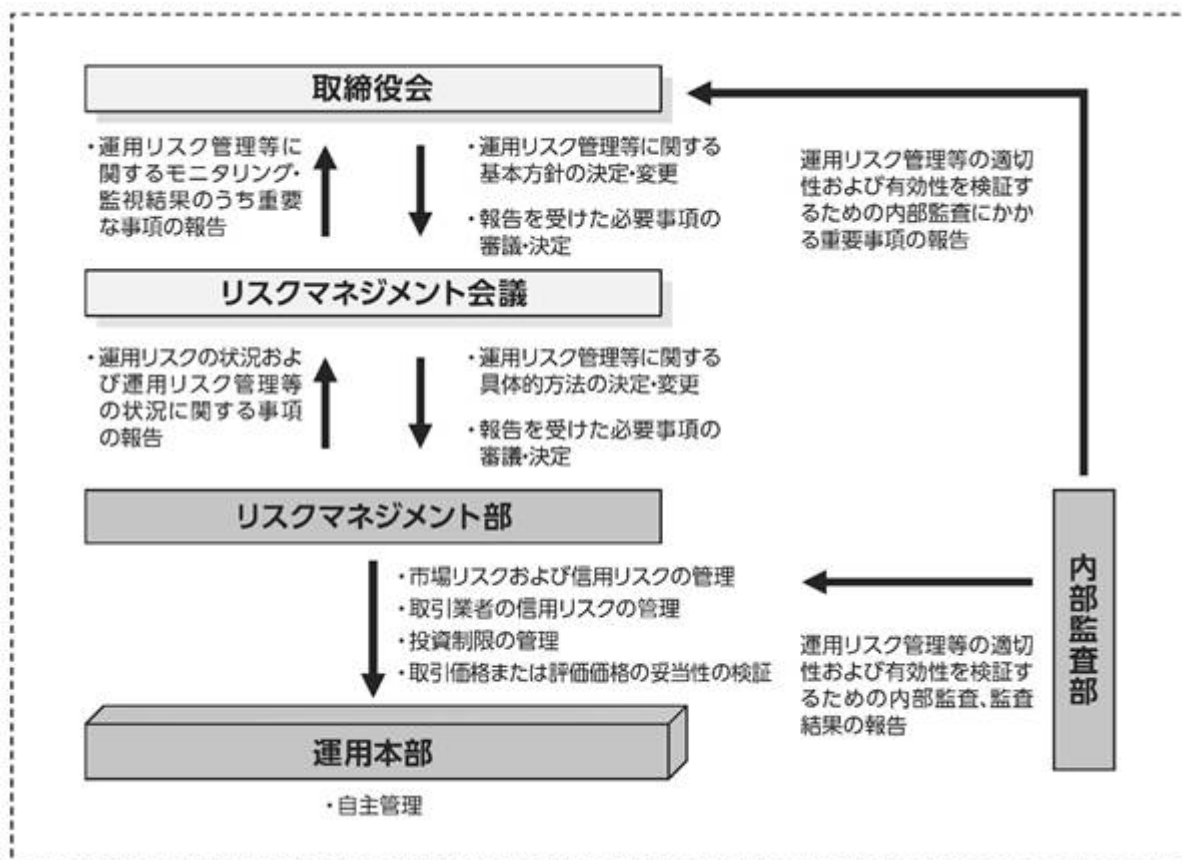 取締役会
・運用リスク管理等に
関するモニタリング・
監視結果のうち重要
な事項の報告
・運用リスク管理等に関する
基本方針の決定・変更
・報告を受けた必要事項の
審議・決定
運用リスク管理等の適切
性および有効性を検証す
るための内部監査にかか
る重要事項の報告
リスクマネジメント会議
・運用リスクの状況およ
び運用リスク管理等
の状況に関する事項
の報告
・運用リスク管理等に関する
具体的方法の決定・変更
・報告を受けた必要事項の
審議・決定
リスクマネジメント部
・市場リスクおよび信用リスクの管理
・取引業者の信用リスクの管理
・投資制限の管理
・取引価格または評価価格の妥当性の検証
内部監査部
運用リスク管理等の適切
性および有効性を検証す
るための内部監査、監査
結果の報告
運用本部
・自主管理